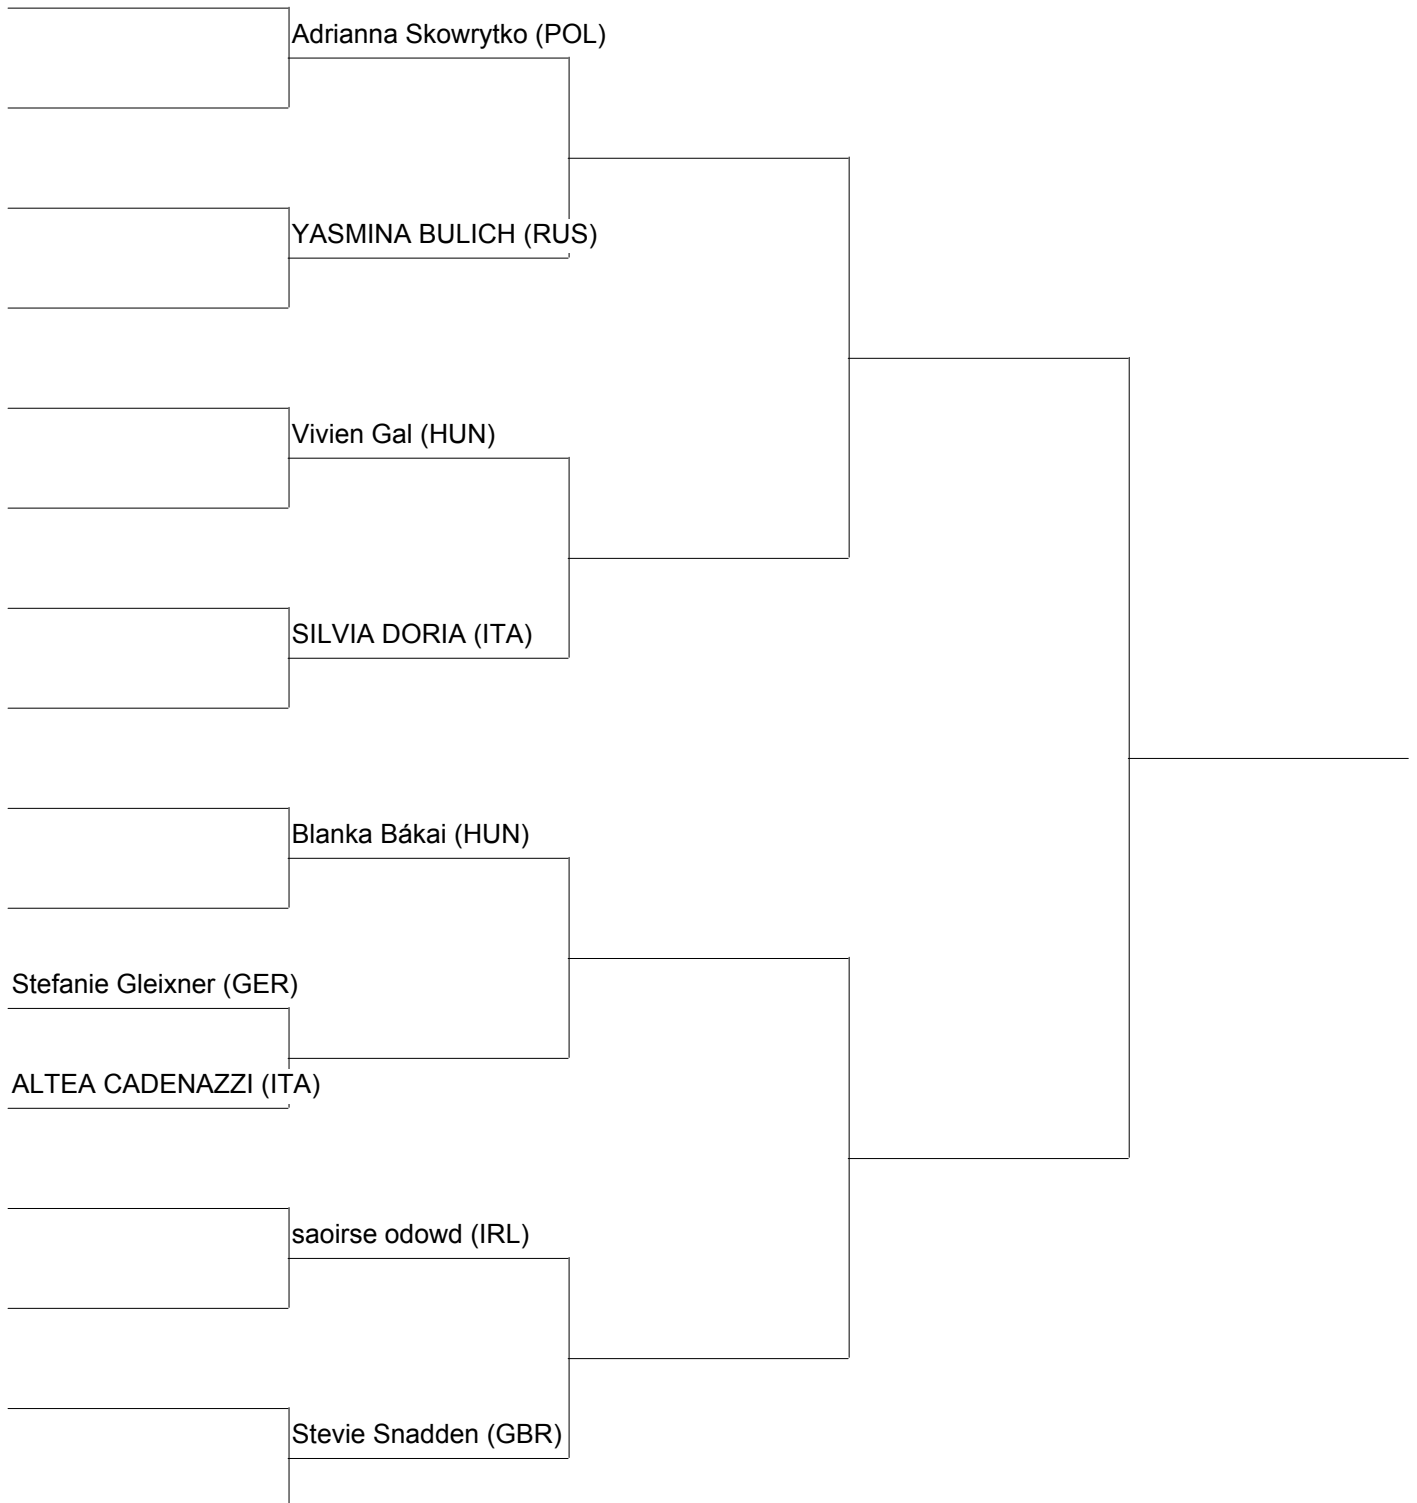 Adrianna Skowrytko (POL)
YASMINA BULICH (RUS)
Vivien Gal (HUN)
SILVIA DORIA (ITA)
Blanka Bákai (HUN)
Stefanie Gleixner (GER)
ALTEA CADENAZZI (ITA)
saoirse odowd (IRL)
Stevie Snadden (GBR)